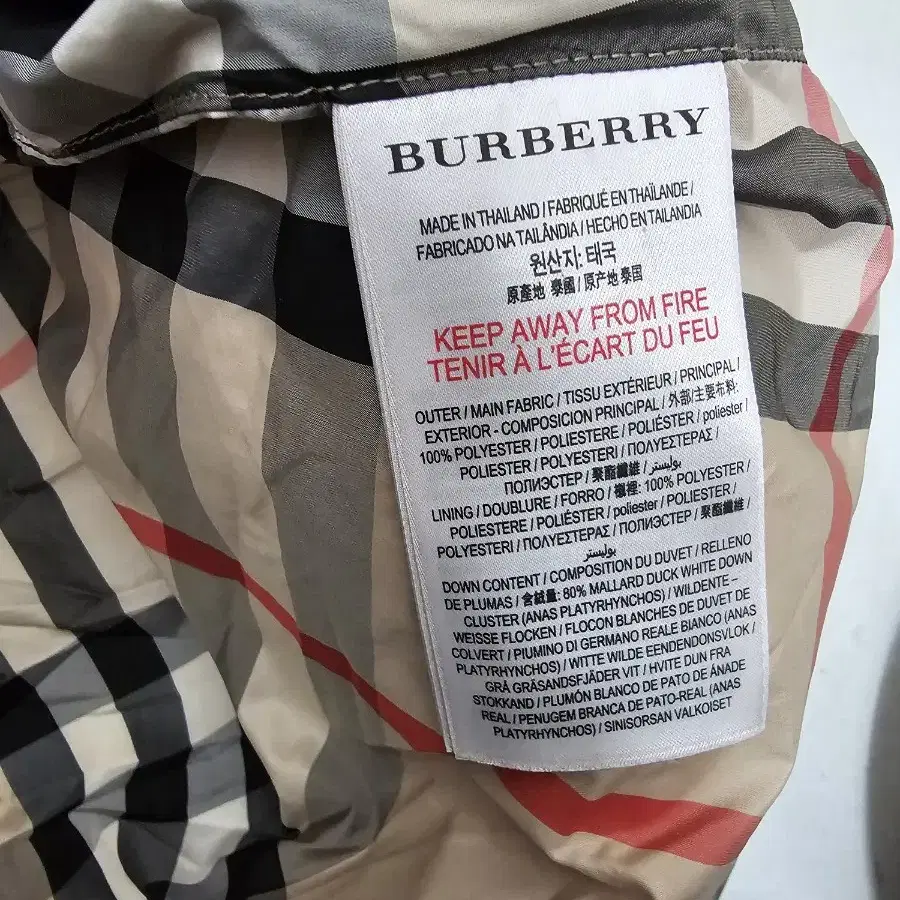 BURBERRY
MADE IN THAILAND / FABRIQUÉ EN THAÏLANDE /
FABRICADO NA TAILÂNDIA / HECHO EN TAILANDIA
원산지: 태국
原產地 泰國 / 原产地 泰国
KEEP AWAY FROM FIRE
TENIR À L'ÉCART DU FEU
OUTER / MAIN FABRIC / TISSU EXTÉRIEUR / PRINCIPAL /
EXTERIOR - COMPOSICION PRINCIPAL / 外部/主要布料:
100% POLYESTER / POLIESTERE / POLIÉSTER / poliester /
POLIESTER / POLYESTERI / ΠΟΛΥΕΣΤΕΡΑΣ /
ПОЛИЭСТЕР / 聚酯纖維 / بوليستر
LINING / DOUBLURE / FORRO / 襯裡: 100% POLYESTER /
POLIESTERE / POLIÉSTER / poliester / POLIESTER /
POLYESTERI / ΠΟΛΥΕΣΤΕΡΑΣ / ПОЛИЭСТЕР / 聚酯纖維 /
بوليستر
DOWN CONTENT / COMPOSITION DU DUVET / RELLENO
DE PLUMAS / 含絨量: 80% MALLARD DUCK WHITE DOWN
CLUSTER (ANAS PLATYRHYNCHOS) / WILDENTE –
WEISSE FLOCKEN / FLOCON BLANCHES DE DUVET DE
COLVERT / PIUMINO DI GERMANO REALE BIANCO (ANAS
PLATYRHYNCHOS) / WITTE WILDE EENDENDONSVLOK /
GRÅ GRÄSANDSFJÄDER VIT / HVITE DUN FRA
STOKKAND / PLUMÓN BLANCO DE PATO DE ÁNADE
REAL / PENUGEM BRANCA DE PATO-REAL (ANAS
PLATYRHYNCHOS) / SINISORSAN VALKOISET